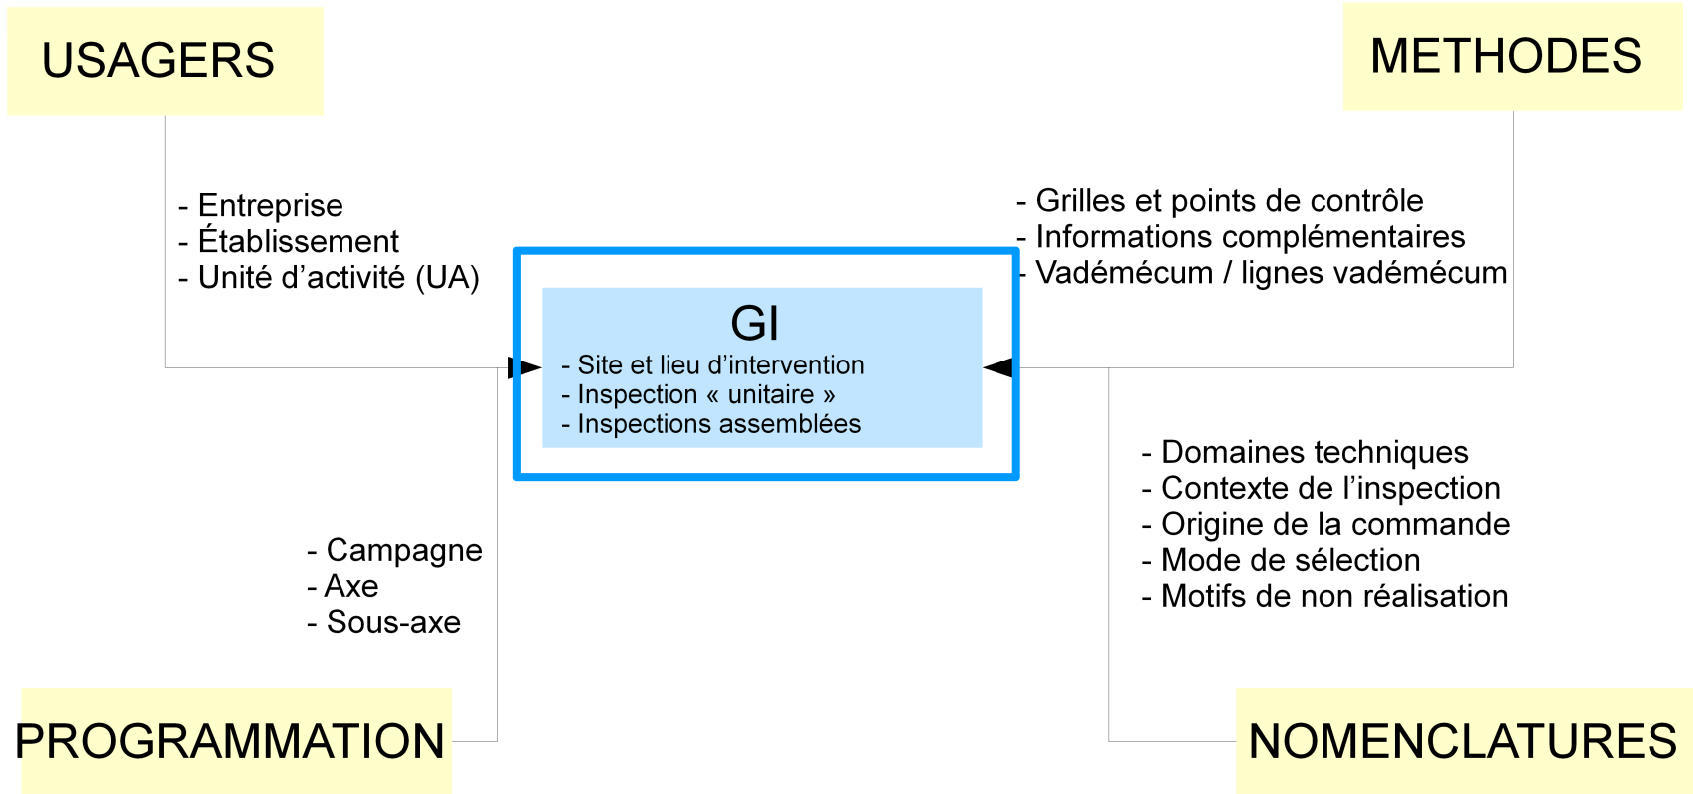 USAGERS
METHODES
- Entreprise
- Établissement
- Unité d’activité (UA)
- Grilles et points de contrôle
- Informations complémentaires
- Vadémécum / lignes vadémécum
GI
- Site et lieu d’intervention
- Inspection « unitaire »
- Inspections assemblées
- Campagne
- Axe
- Sous-axe
- Domaines techniques
- Contexte de l’inspection
- Origine de la commande
- Mode de sélection
- Motifs de non réalisation
PROGRAMMATION
NOMENCLATURES